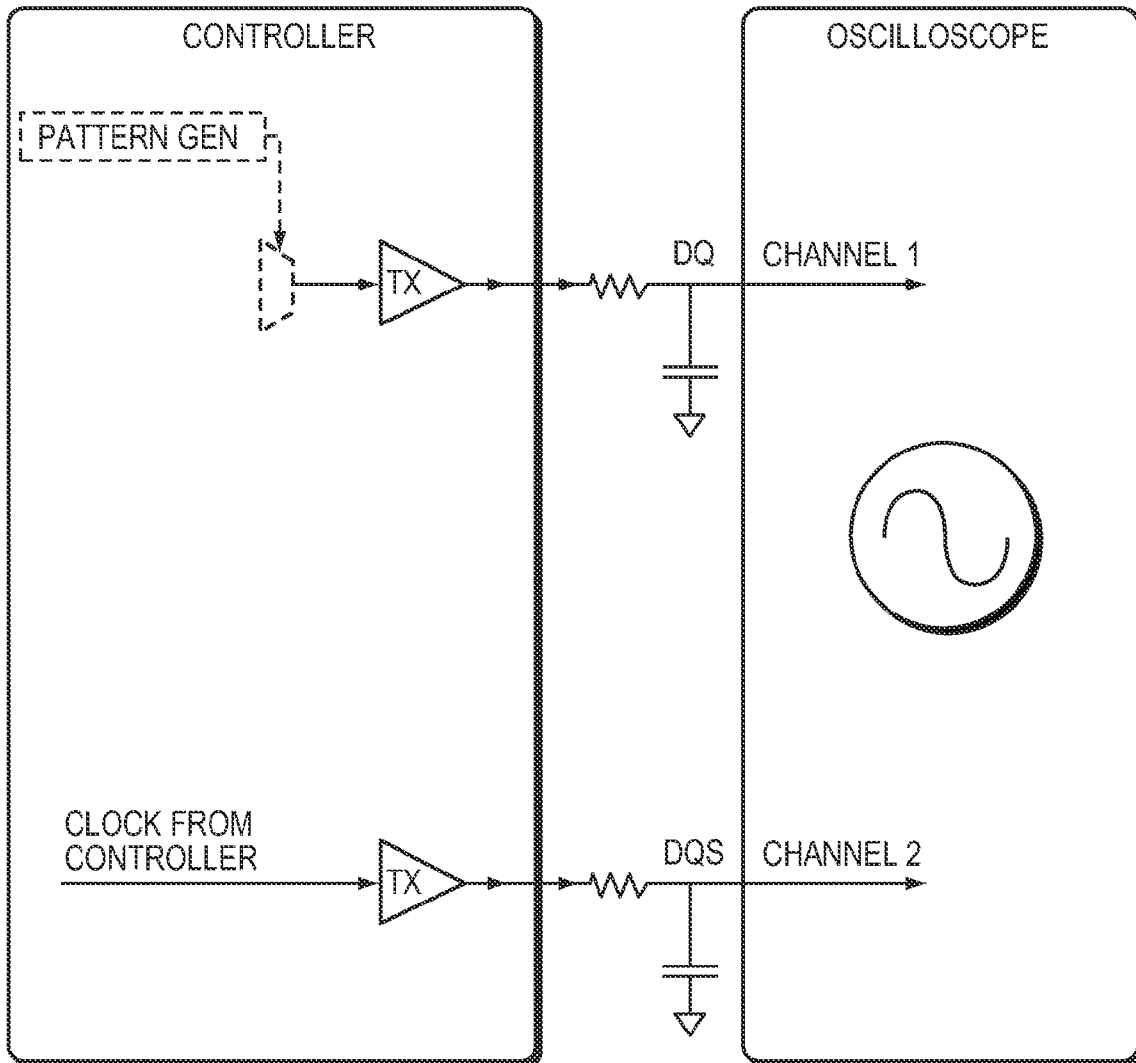 CONTROLLER
OSCILLOSCOPE
PATTERN GEN
TX
DQ
CHANNEL 1
CLOCK FROM
CONTROLLER
TX
DQS
CHANNEL 2